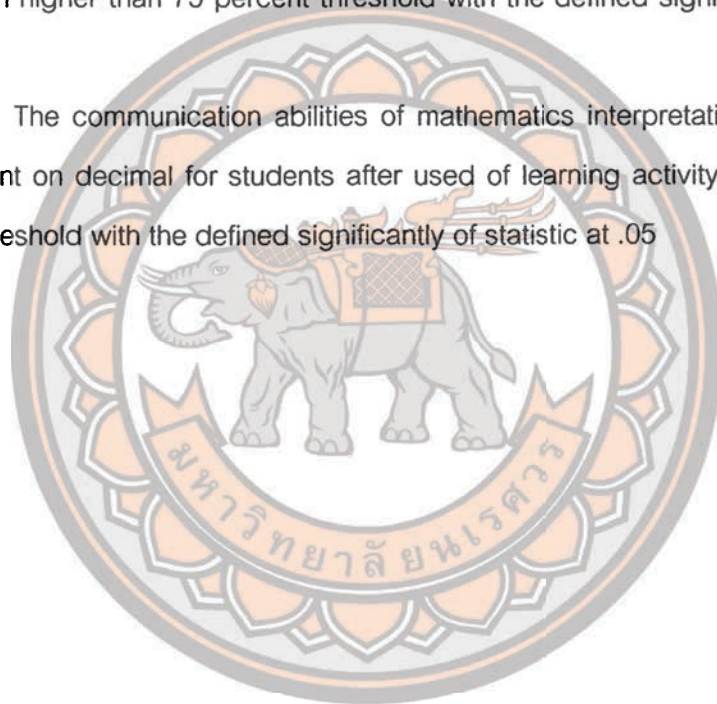 higher than 75 percent threshold with the defined signi
The communication abilities of mathematics interpretati
nt on decimal for students after used of learning activity
eshold with the defined significantly of statistic at .05
มหาวิทยาลัยนเรศวร